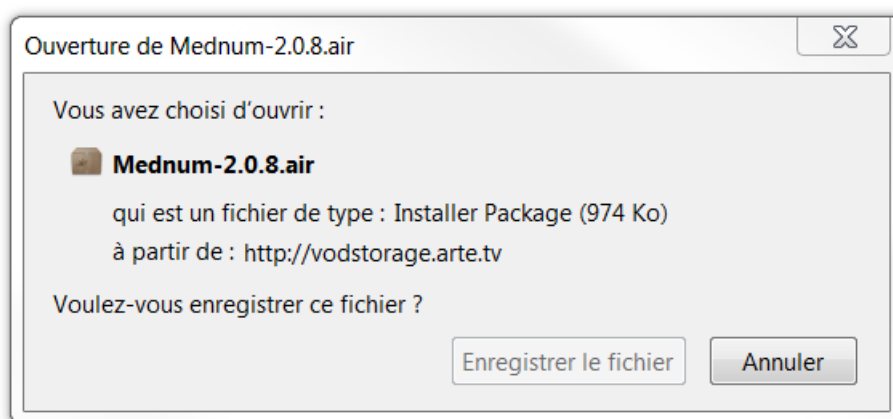 Ouverture de Mednum-2.0.8.air
Vous avez choisi d'ouvrir :
Mednum-2.0.8.air
qui est un fichier de type : Installer Package (974 Ko)
à partir de : http://vodstorage.arte.tv
Voulez-vous enregistrer ce fichier ?
Enregistrer le fichier Annuler